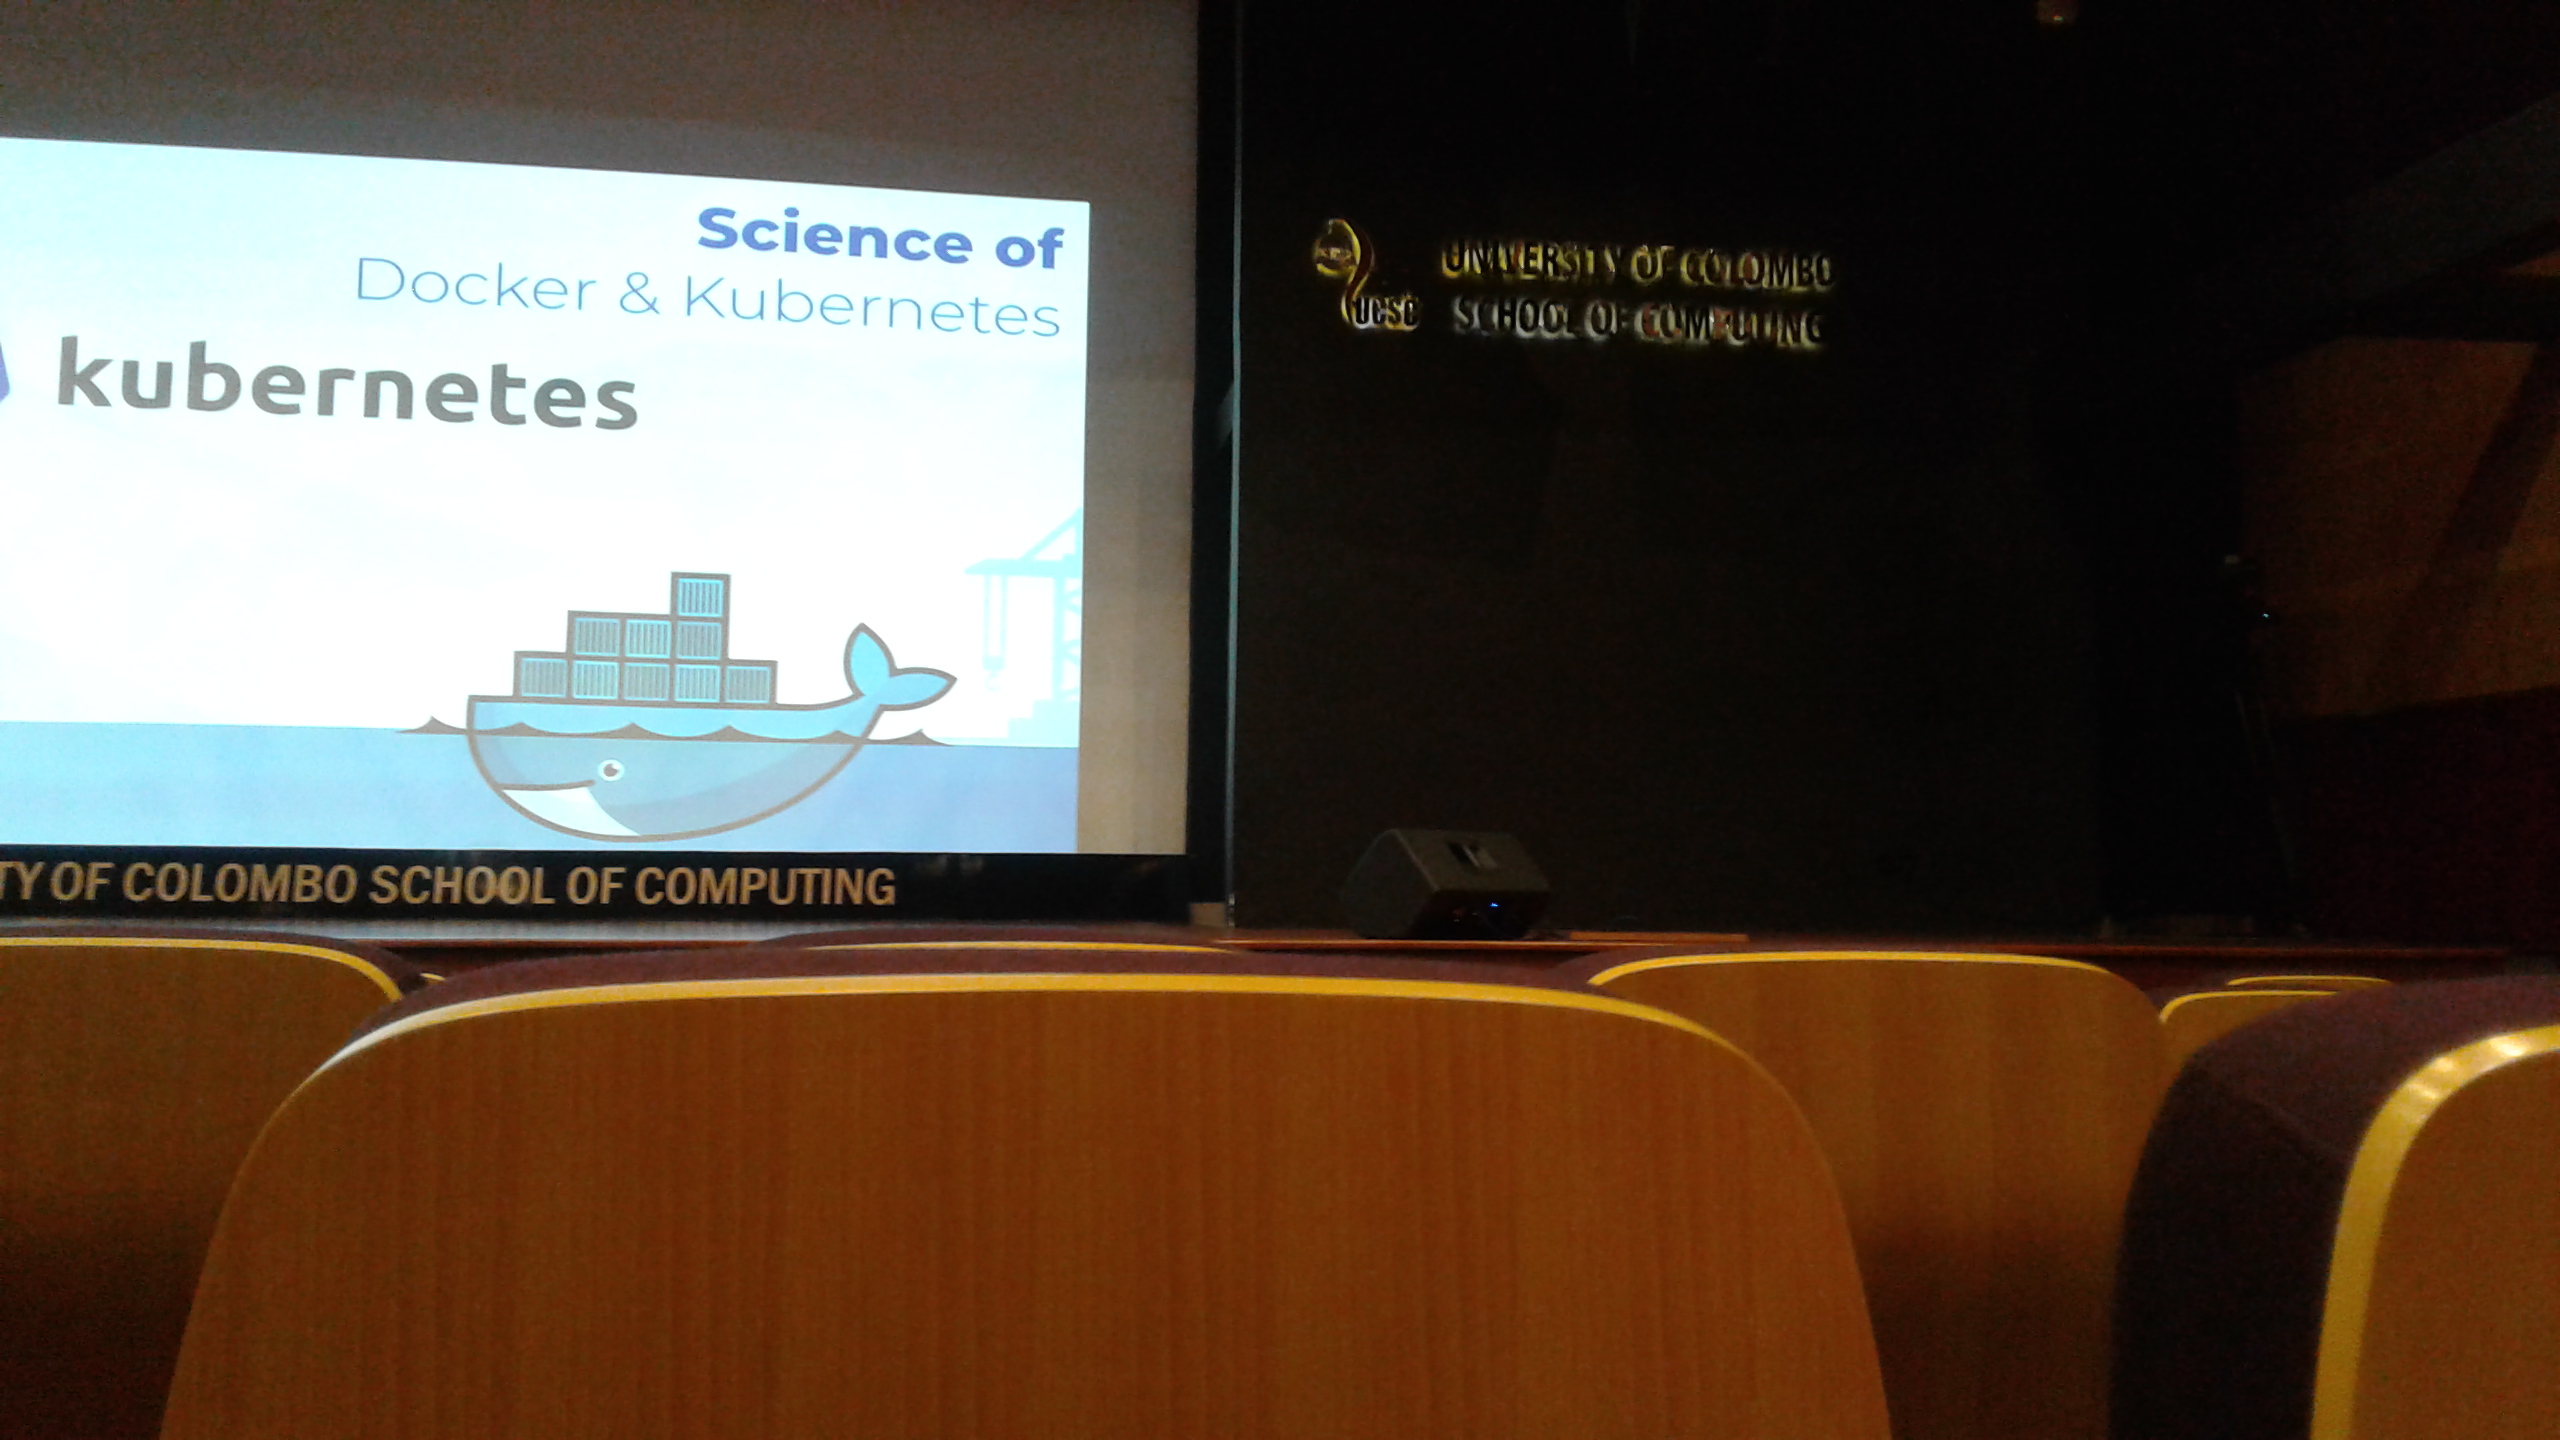 Science of
Docker & Kubernetes
kubernetes
TY OF COLOMBO SCHOOL OF COMPUTING
UCSC
UNIVERSITY OF COLOMBO
SCHOOL OF COMPUTING